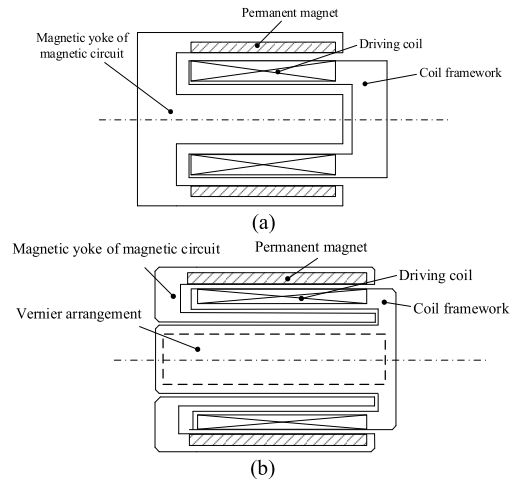 Permanent magnet
Magnetic yoke of
magnetic circuit
Driving coil
Coil framework
(a)
Magnetic yoke of magnetic circuit
Permanent magnet
Driving coil
Coil framework
Vernier arrangement
(b)